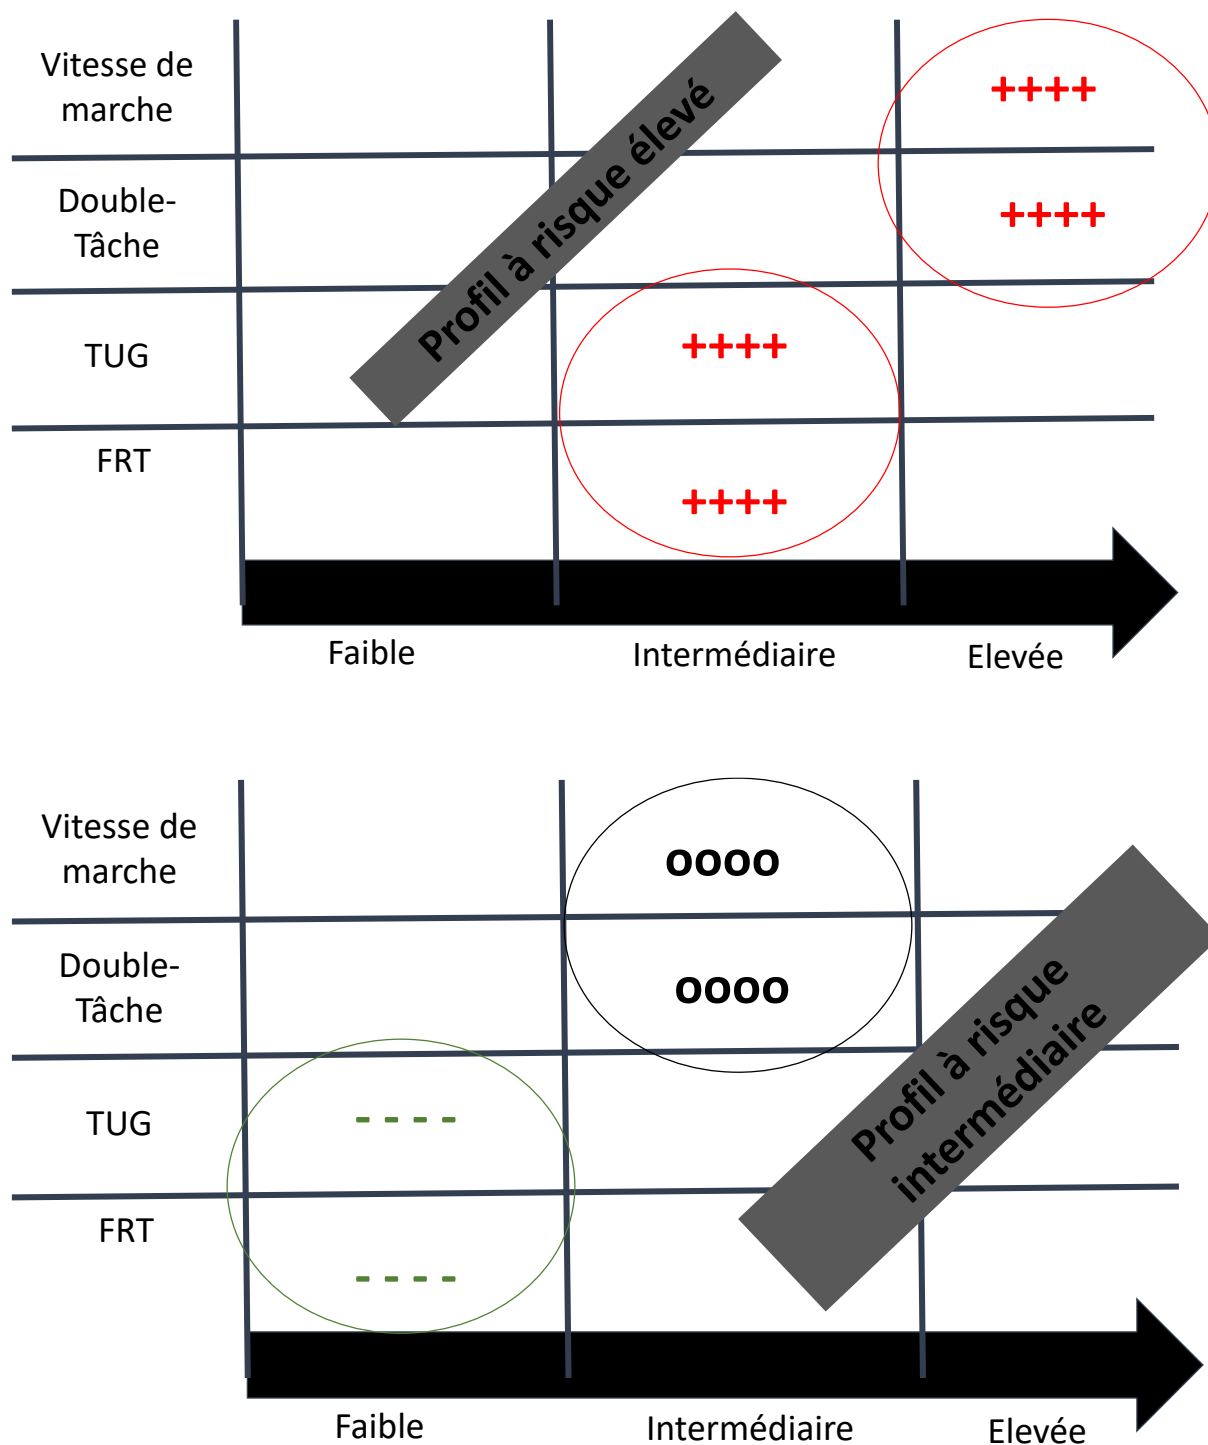 Vitesse de
marche
++++
Double-
Tâche
++++
Profil à risque élevé
TUG
++++
FRT
++++
Faible
Intermédiaire
Elevée
Vitesse de
marche
oooo
Double-
Tâche
oooo
Profil à risque
intermédiaire
TUG
- - - -
FRT
- - - -
Faible
Intermédiaire
Elevée